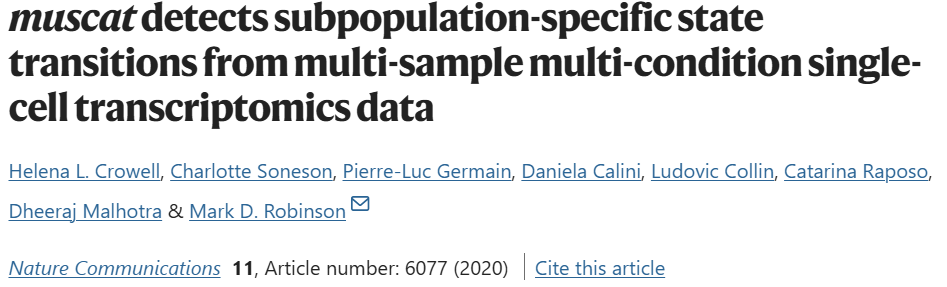 muscat detects subpopulation-specific state
transitions from multi-sample multi-condition single-
cell transcriptomics data
Helena L. Crowell, Charlotte Soneson, Pierre-Luc Germain, Daniela Calini, Ludovic Collin, Catarina Raposo,
Dheeraj Malhotra & Mark D. Robinson
Nature Communications 11, Article number: 6077 (2020) Cite this article